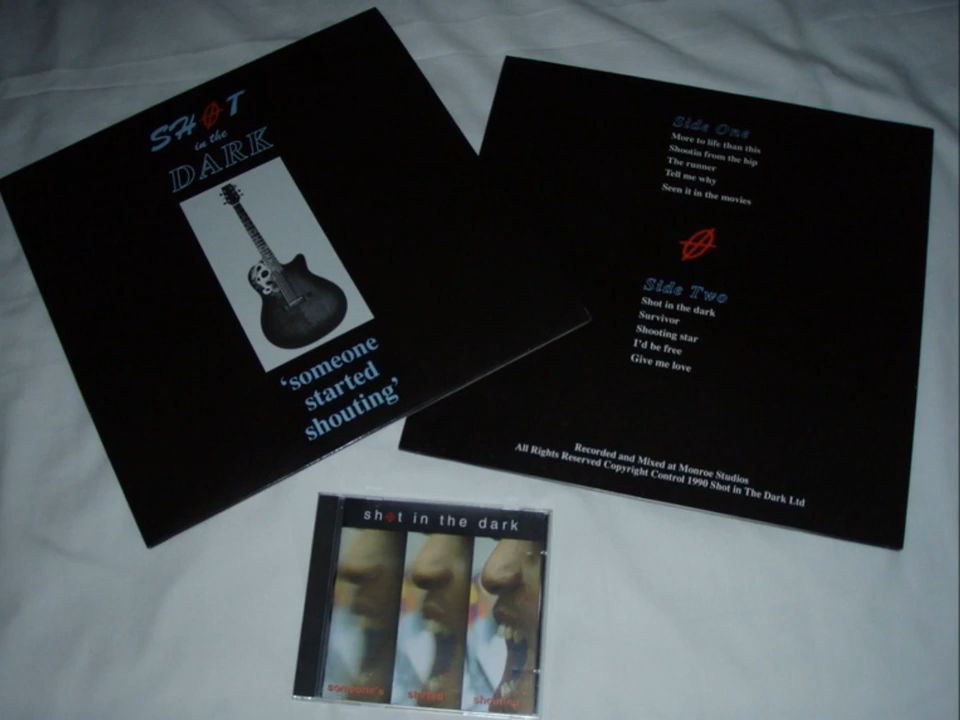 SHOT
in the
DARK
'someone
started
shouting'
Side One
More to life than this
Shootin from the hip
The runner
Tell me why
Seen it in the movies
Side Two
Shot in the dark
Survivor
Shooting star
I'd be free
Give me love
Recorded and Mixed at Monroe Studios
All Rights Reserved Copyright Control 1990 Shot in The Dark Ltd
shot in the dark
someone's started shouting